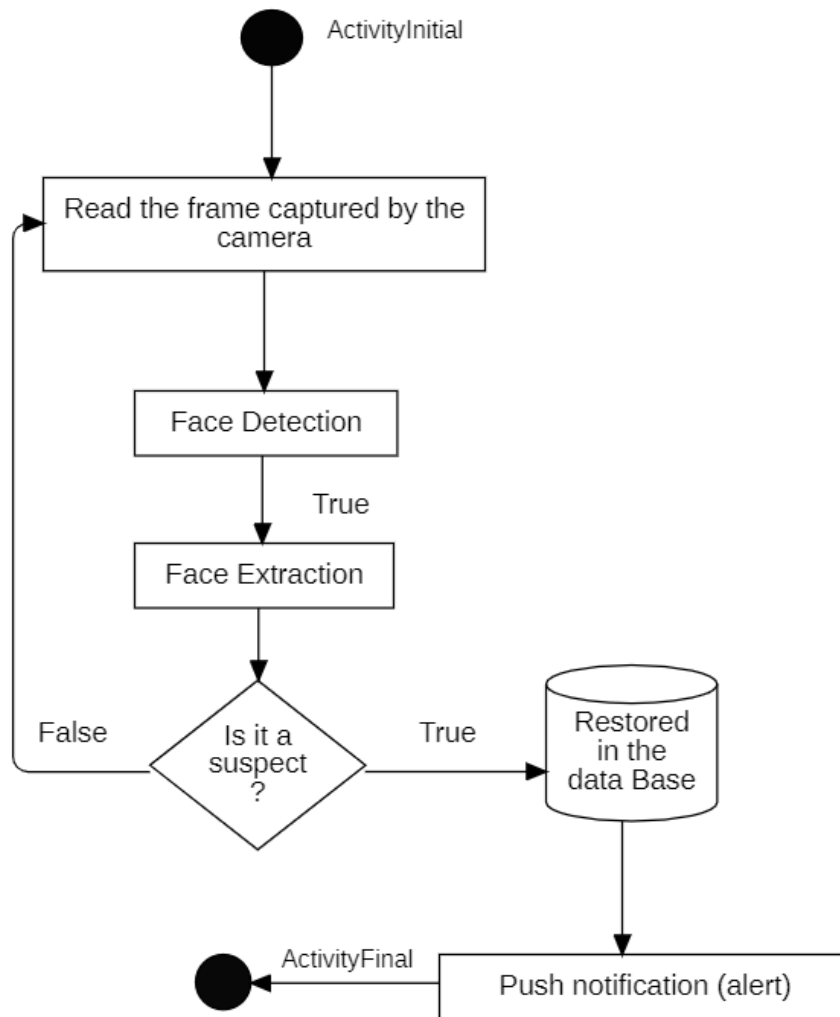 ActivityInitial
Read the frame captured by the
camera
Face Detection
True
Face Extraction
False
Is it a
suspect
?
True
Restored
in the
data Base
ActivityFinal
Push notification (alert)